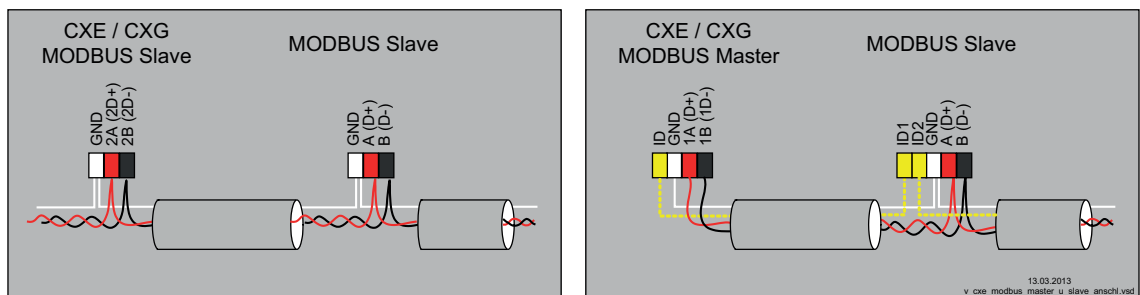 CXE / CXG
MODBUS Slave
MODBUS Slave
GND
2A (2D+)
2B (2D-)
GND
A (D+)
B (D-)
CXE / CXG
MODBUS Master
MODBUS Slave
ID
GND
1A (D+)
1B (1D-)
ID1
ID2
GND
A (D+)
B (D-)
13.03.2013
v_cxe_modbus_master_u_slave_anschl.vsd